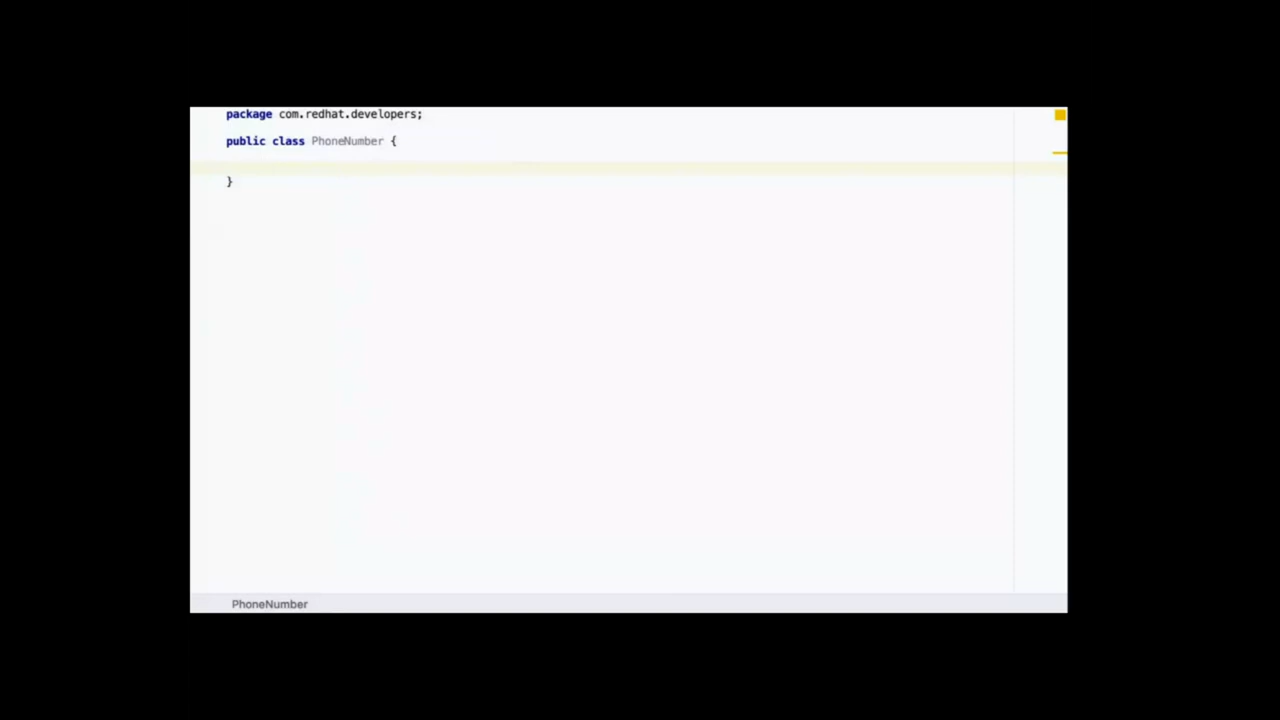 package com.redhat.developers;
public class PhoneNumber {
}
PhoneNumber